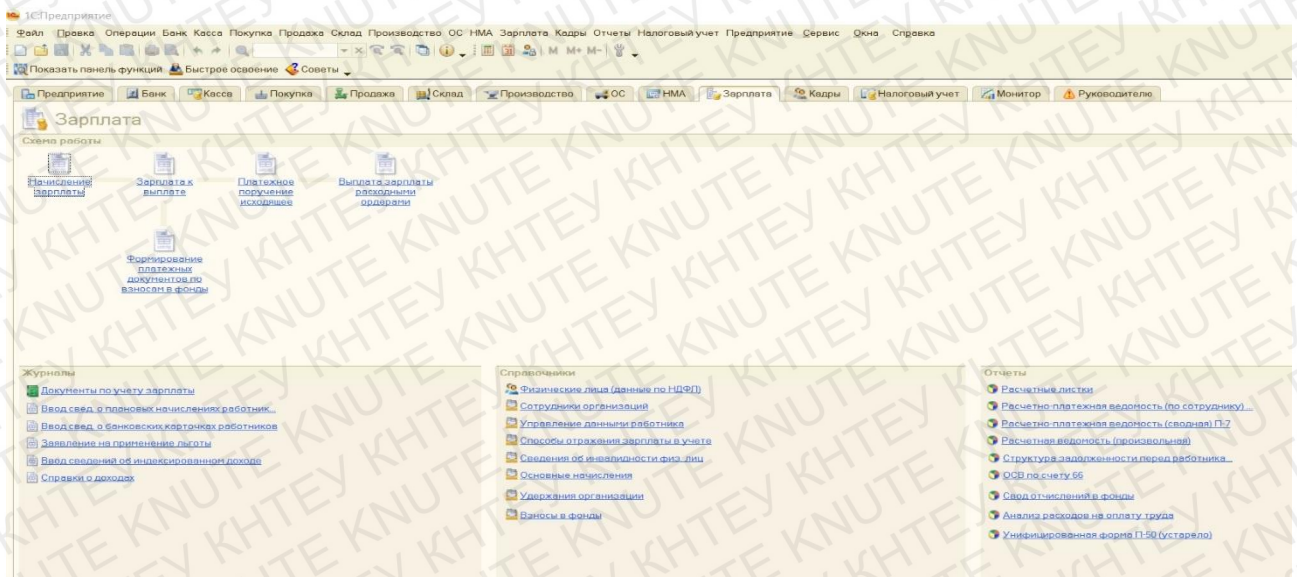 1С:Предприятие
Файл Правка Операции Банк Касса Покупка Продажа Склад Производство ОС НМА Зарплата Кадры Отчеты Налоговый учет Предприятие Сервис Окна Справка
M M+ M-
Показать панель функций Быстрое освоение Советы
Предприятие Банк Касса Покупка Продажа Склад Производство ОС НМА Зарплата Кадры Налоговый учет Монитор Руководителю
Зарплата
Схема работы
Начисление зарплаты
Зарплата к выплате
Платежное поручение исходящее
Выплата зарплаты расходными ордерами
Формирование платежных документов по взносам в фонды
Журналы
Документы по учету зарплаты
Ввод свед. о плановых начислениях работник...
Ввод свед. о банковских карточках работников
Заявление на применение льготы
Ввод сведений об индексированном доходе
Справки о доходах
Справочники
Физические лица (данные по НДФЛ)
Сотрудники организаций
Управление данными работника
Способы отражения зарплаты в учете
Сведения об инвалидности физ. лиц
Основные начисления
Удержания организации
Взносы в фонды
Отчеты
Расчетные листки
Расчетно-платежная ведомость (по сотруднику)...
Расчетно-платежная ведомость (сводная) П-7
Расчетная ведомость (произвольная)
Структура задолженности перед работника...
ОСВ по счету 66
Свод отчислений в фонды
Анализ расходов на оплату труда
Унифицированная форма П-50 (устарело)